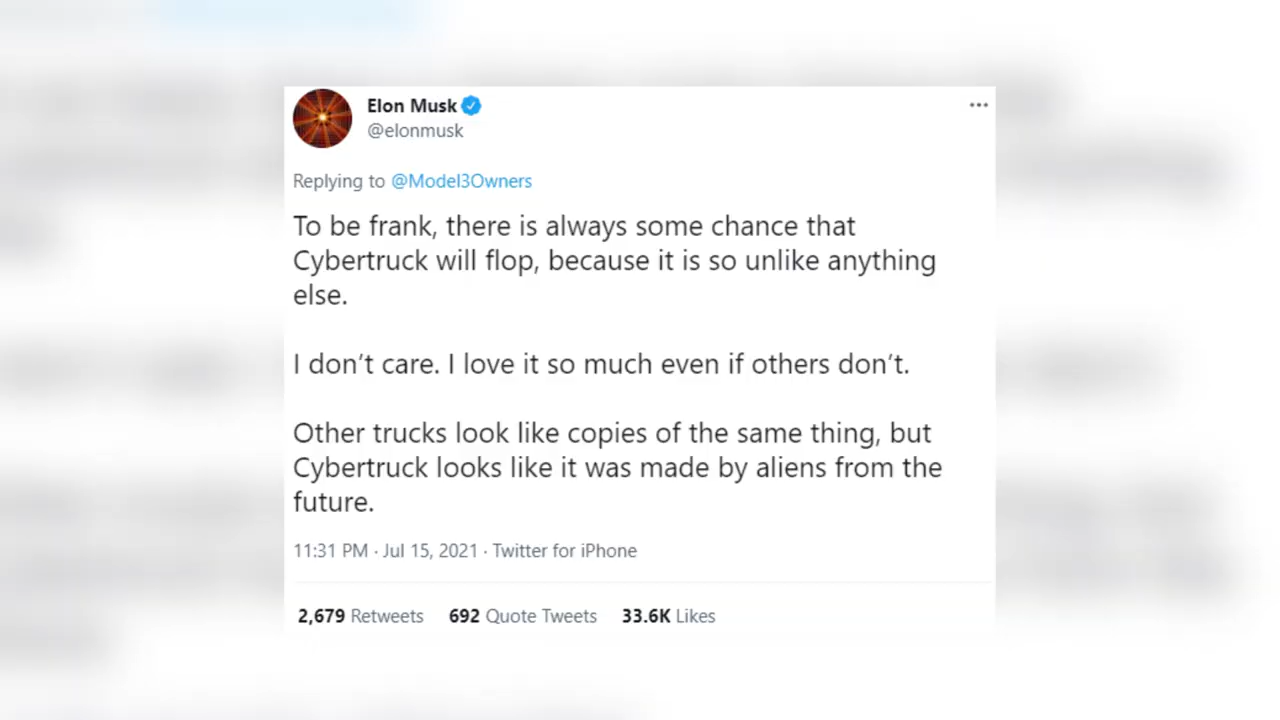 Elon Musk
@elonmusk
Replying to @Model3Owners
To be frank, there is always some chance that
Cybertruck will flop, because it is so unlike anything
else.
I don’t care. I love it so much even if others don’t.
Other trucks look like copies of the same thing, but
Cybertruck looks like it was made by aliens from the
future.
11:31 PM · Jul 15, 2021 · Twitter for iPhone
2,679 Retweets 692 Quote Tweets 33.6K Likes